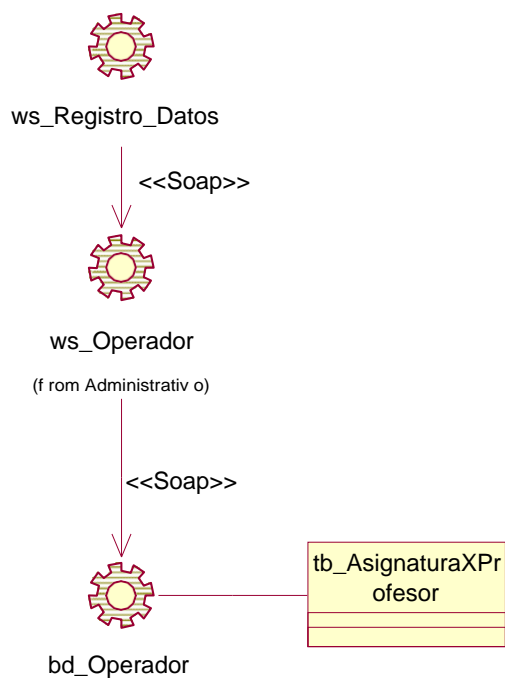 ws_Registro_Datos
<<Soap>>
ws_Operador
(f rom Administrativ o)
<<Soap>>
tb_AsignaturaXPr
ofesor
bd_Operador